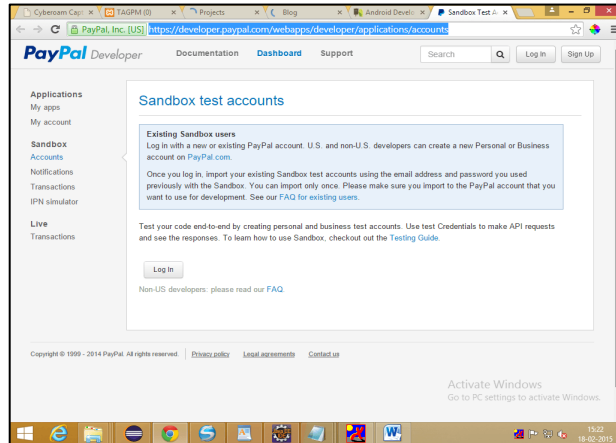 Cyberoam Capt
TAGPM (0)
Projects
Blog
Android Develo
Sandbox Test A
PayPal, Inc. [US] https://developer.paypal.com/webapps/developer/applications/accounts
PayPal Developer
Documentation
Dashboard
Support
Search
Log In
Sign Up
Applications
My apps
My account
Sandbox
Accounts
Notifications
Transactions
IPN simulator
Live
Transactions
Sandbox test accounts
Existing Sandbox users
Log in with a new or existing PayPal account. U.S. and non-U.S. developers can create a new Personal or Business
account on PayPal.com.
Once you log in, import your existing Sandbox test accounts using the email address and password you used
previously with the Sandbox. You can import only once. Please make sure you import to the PayPal account that you
want to use for development. See our FAQ for existing users.
Test your code end-to-end by creating personal and business test accounts. Use test Credentials to make API requests
and see the responses. To learn how to use Sandbox, checkout out the Testing Guide.
Log In
Non-US developers: please read our FAQ
Copyright © 1999 - 2014 PayPal. All rights reserved.
Privacy policy
Legal agreements
Contact us
Activate Windows
Go to PC settings to activate Windows.
15:22
18-02-2015